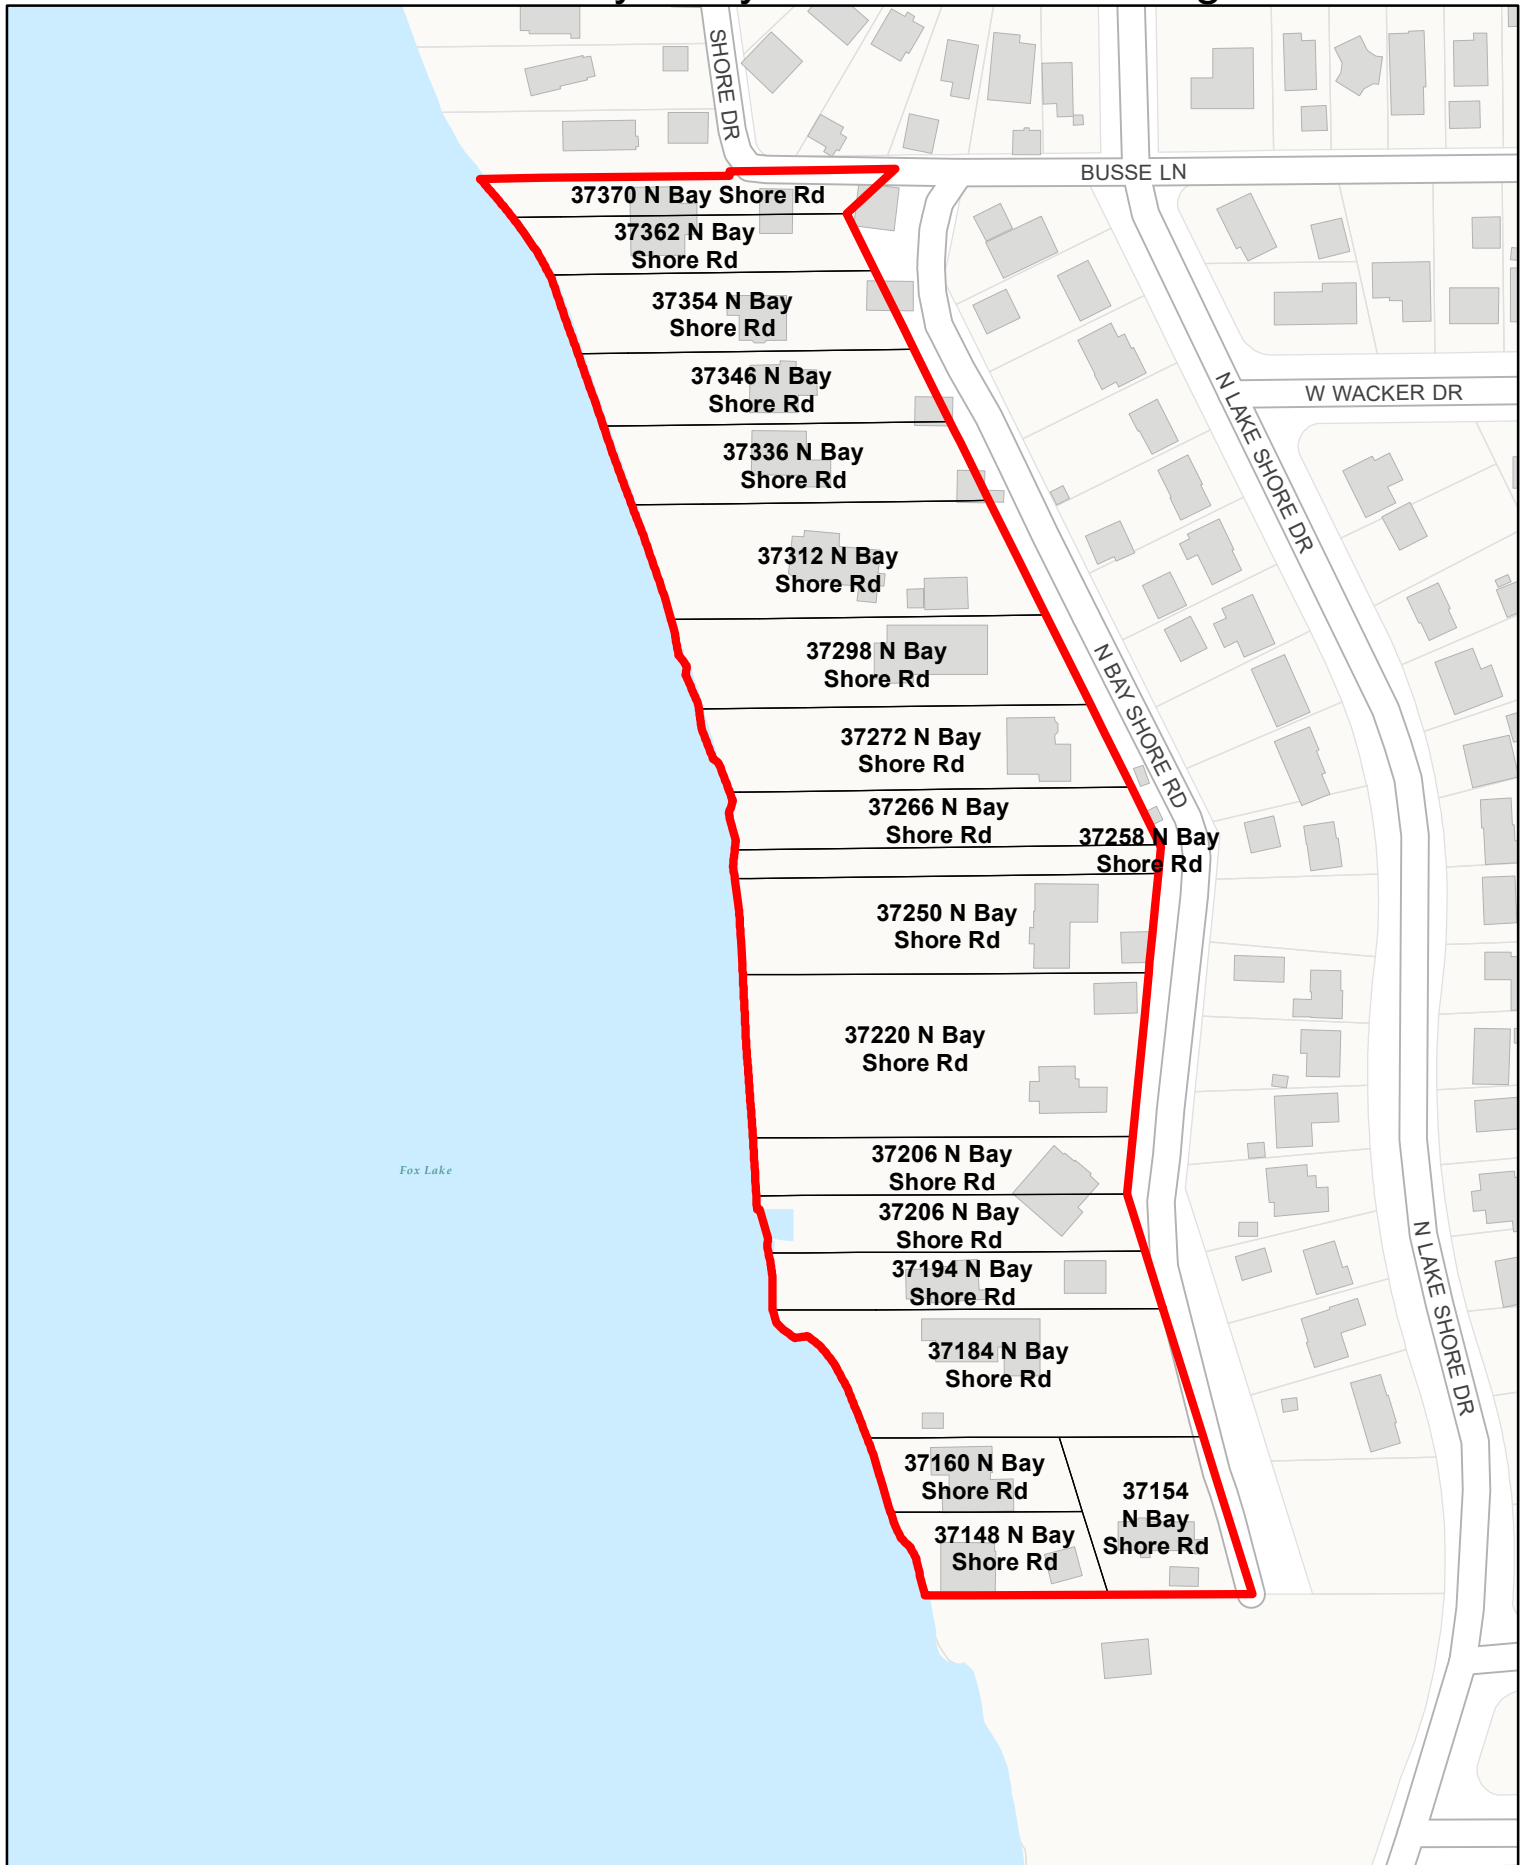 SHORE DR
BUSSE LN
37370 N Bay Shore Rd
37362 N Bay
Shore Rd
37354 N Bay
Shore Rd
37346 N Bay
Shore Rd
W WACKER DR
N LAKE SHORE DR
37336 N Bay
Shore Rd
37312 N Bay
Shore Rd
37298 N Bay
Shore Rd
N BAY SHORE RD
37272 N Bay
Shore Rd
37266 N Bay
Shore Rd
37258 N Bay
Shore Rd
37250 N Bay
Shore Rd
37220 N Bay
Shore Rd
Fox Lake
37206 N Bay
Shore Rd
37206 N Bay
Shore Rd
37194 N Bay
Shore Rd
N LAKE SHORE DR
37184 N Bay
Shore Rd
37160 N Bay
Shore Rd
37154
N Bay
Shore Rd
37148 N Bay
Shore Rd